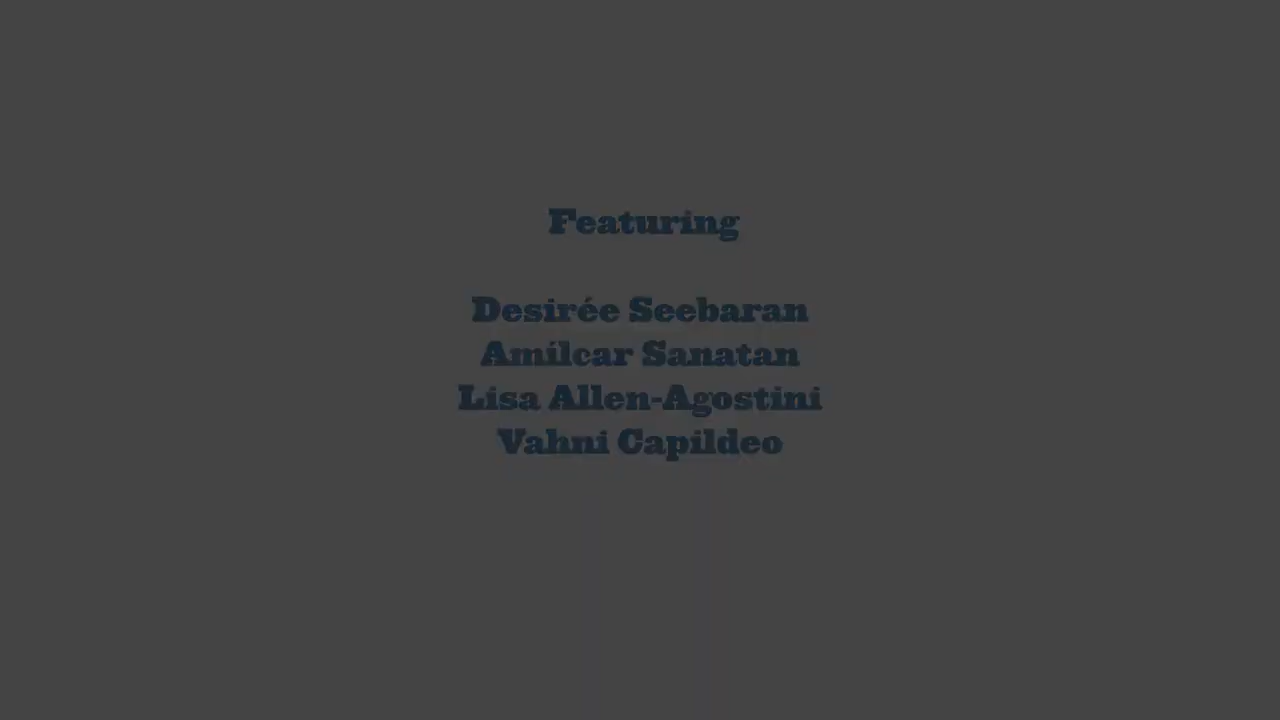 Featuring
Desirée Seebaran
Amílcar Sanatan
Lisa Allen-Agostini
Vahni Capildeo